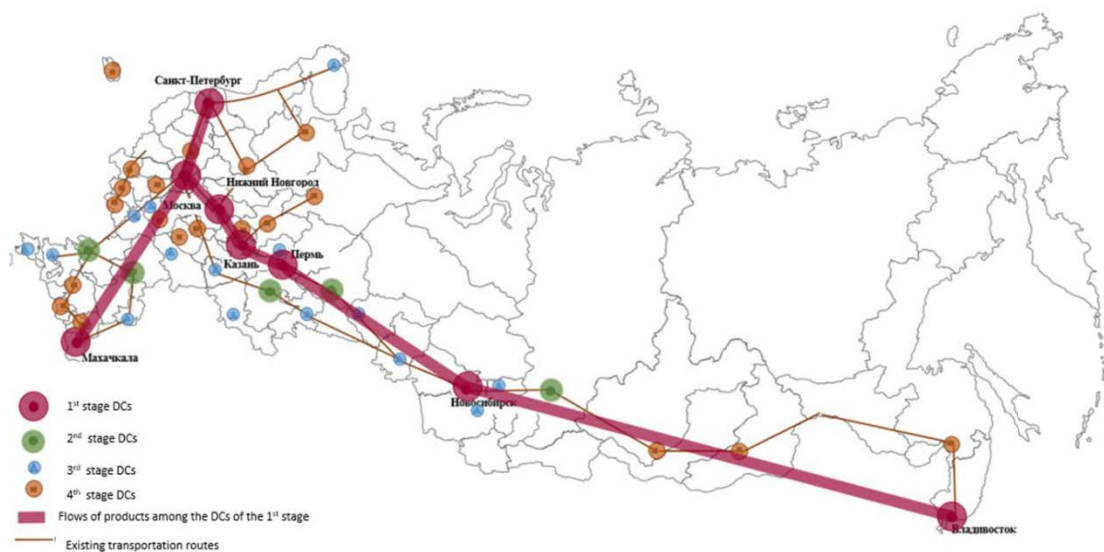 Санкт-Петербург
Нижний Новгород
Москва
Казань
Пермь
Махачкала
Новосибирск
Владивосток
1st stage DCs
2nd stage DCs
3rd stage DCs
4th stage DCs
Flows of products among the DCs of the 1st stage
Existing transportation routes